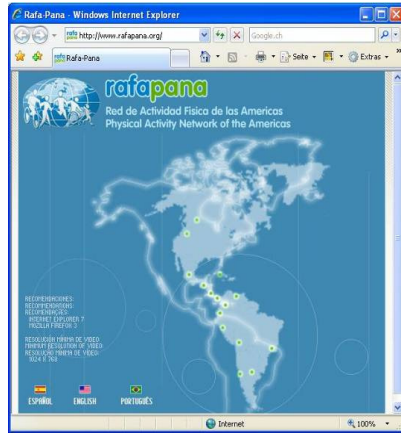 Rafa-Pana - Windows Internet Explorer
http://www.rafapana.org/
Google.ch
Rafa-Pana
Seite
Extras
rafapana
Red de Actividad Fisica de las Americas
Physical Activity Network of the Americas
RECOMENDACIONES:
RECOMMENDATIONS:
RECOMENDAÇÕES:
INTERNET EXPLORER 7
MOZILLA FIREFOX 3
RESOLUCIÓN MÍNIMA DE VIDEO:
MINIMUM RESOLUTION OF VIDEO:
RESOLUÇÃO MÍNIMA DE VIDEO:
1024 X 768
ESPAÑOL
ENGLISH
PORTUGUÊS
Internet
100%